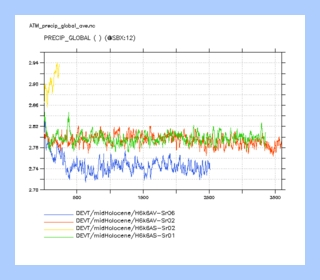 ATM_precip_global_ave.nc
PRECIP_GLOBAL ( ) (@SBX:12)
2.94
2.90
2.86
2.82
2.78
2.74
2.70
500
1000
1500
2000
2500
3000
DEVT/midHolocene/H6k6AV-Sr06
DEVT/midHolocene/H6k6AV-Sr02
DEVT/midHolocene/H6k6AS-Sr02
DEVT/midHolocene/H6k6AS-Sr01